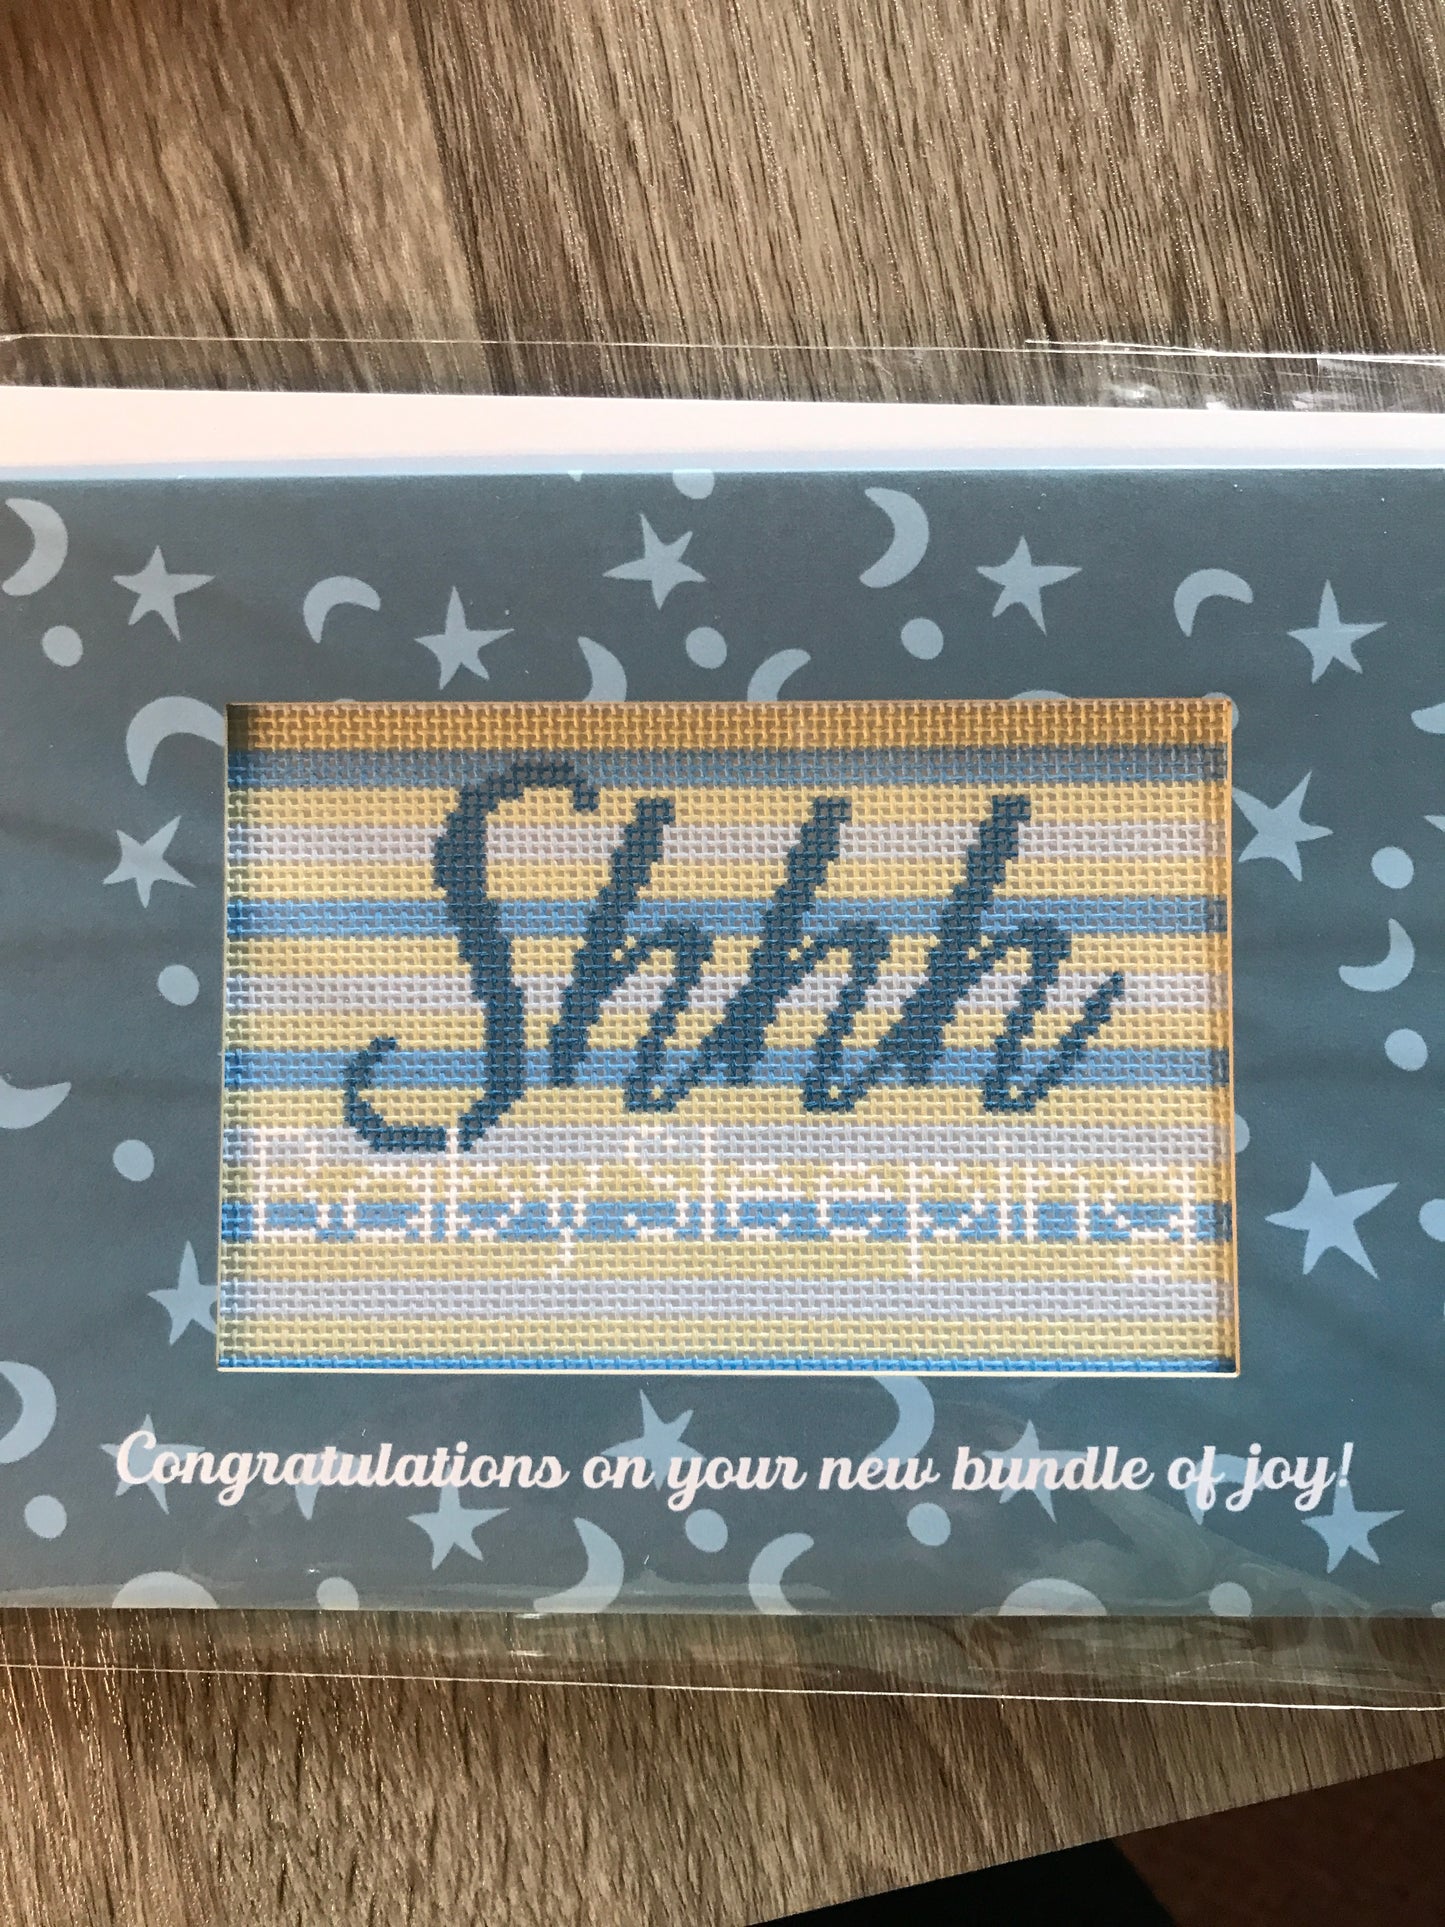 Shhh
baby sleeping
Congratulations on your new bundle of joy!